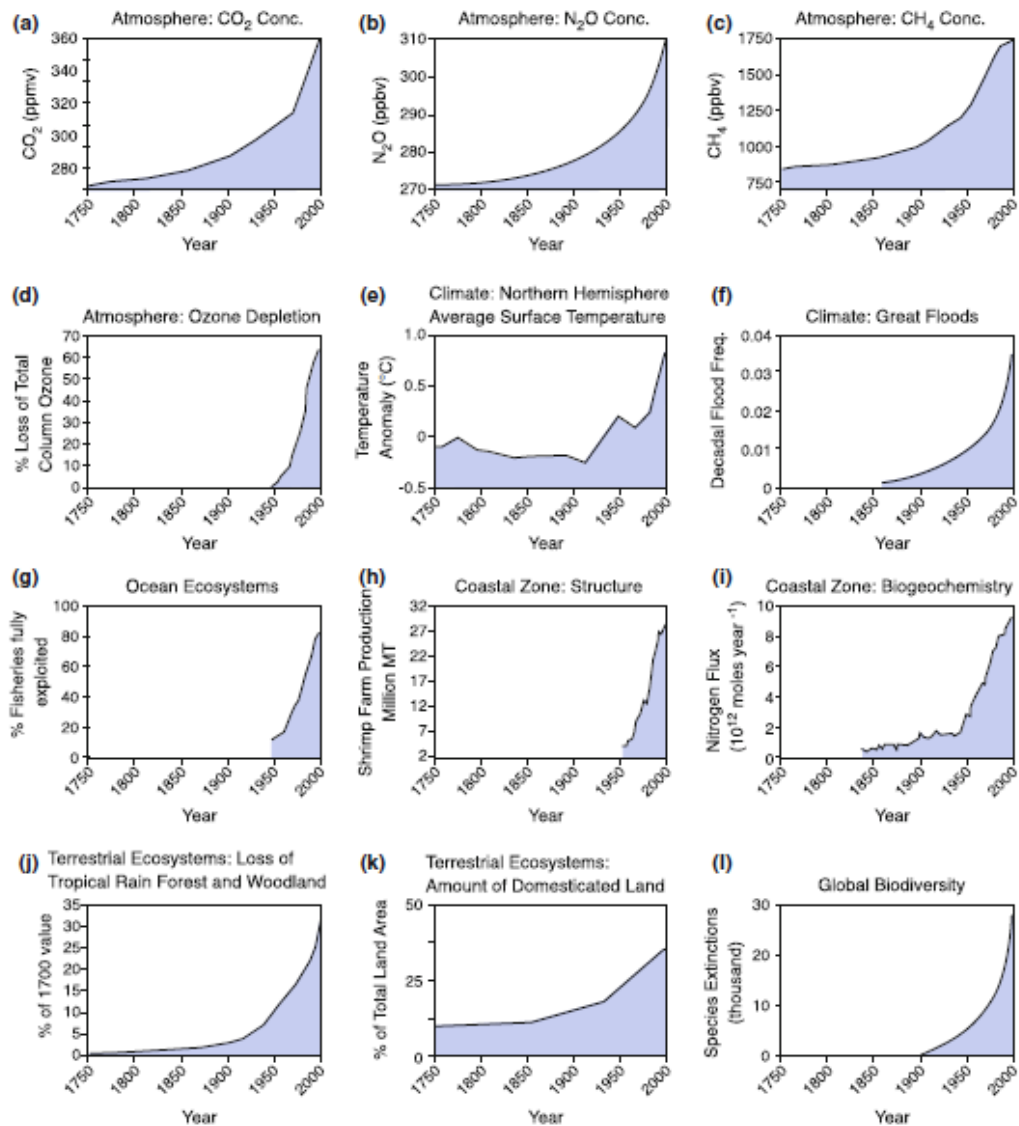 (a) Atmosphere: CO₂ Conc.
CO₂ (ppmv)
360
340
320
300
280
1750 1800 1850 1900 1950 2000
Year
(b) Atmosphere: N₂O Conc.
N₂O (ppbv)
310
300
290
280
270
1750 1800 1850 1900 1950 2000
Year
(c) Atmosphere: CH₄ Conc.
CH₄ (ppbv)
1750
1500
1250
1000
750
1750 1800 1850 1900 1950 2000
Year
(d)
Atmosphere: Ozone Depletion
% Loss of Total
Column Ozone
70
60
50
40
30
20
10
0
1750 1800 1850 1900 1950 2000
Year
(e) Climate: Northern Hemisphere
Average Surface Temperature
Temperature
Anomaly (°C)
1.0
0.5
0
-0.5
1750 1800 1850 1900 1950 2000
Year
(f)
Climate: Great Floods
Decadal Flood Freq.
0.04
0.03
0.02
0.01
0
1750 1800 1850 1900 1950 2000
Year
(g) Ocean Ecosystems
% Fisheries fully
exploited
100
80
60
40
20
0
1750 1800 1850 1900 1950 2000
Year
(h) Coastal Zone: Structure
Shrimp Farm Production
Million MT
32
27
22
17
12
7
2
1750 1800 1850 1900 1950 2000
Year
(i) Coastal Zone: Biogeochemistry
Nitrogen Flux
(10¹² moles year ⁻¹)
10
8
6
4
2
0
1750 1800 1850 1900 1950 2000
Year
(j) Terrestrial Ecosystems: Loss of
Tropical Rain Forest and Woodland
% of 1700 value
35
30
25
20
15
10
5
0
1750 1800 1850 1900 1950 2000
Year
(k) Terrestrial Ecosystems:
Amount of Domesticated Land
% of Total Land Area
50
25
0
1750 1800 1850 1900 1950 2000
Year
(l)
Global Biodiversity
Species Extinctions
(thousand)
30
20
10
0
1750 1800 1850 1900 1950 2000
Year